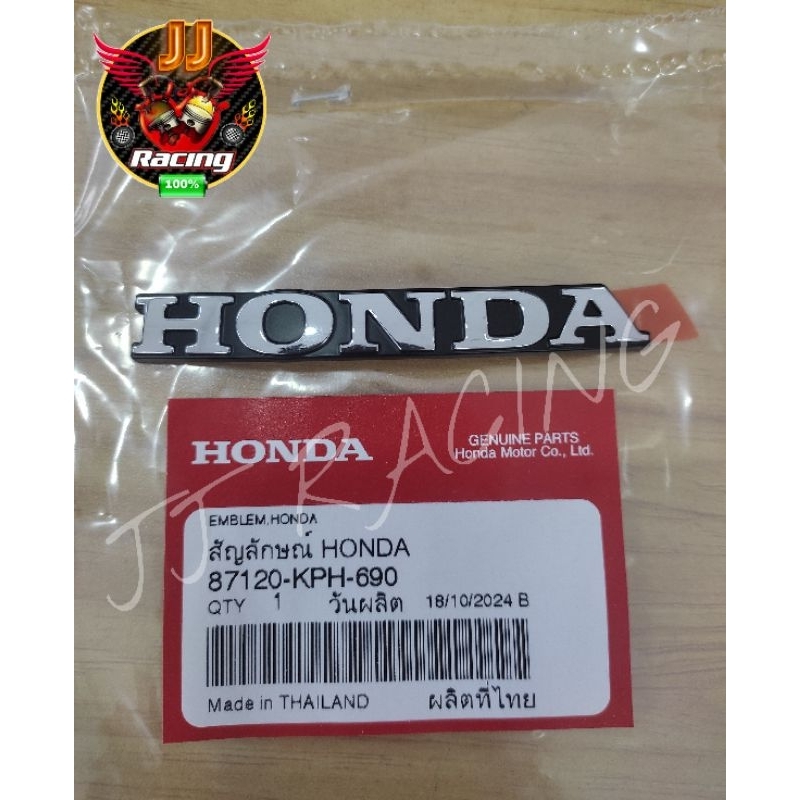 JJ
Racing
100%
HONDA
HONDA
GENUINE PARTS
Honda Motor Co., Ltd.
EMBLEM,HONDA
สัญลักษณ์ HONDA
87120-KPH-690
QTY 1 วันผลิต 18/10/2024 B
Made in THAILAND ผลิตที่ไทย
JJ RACING